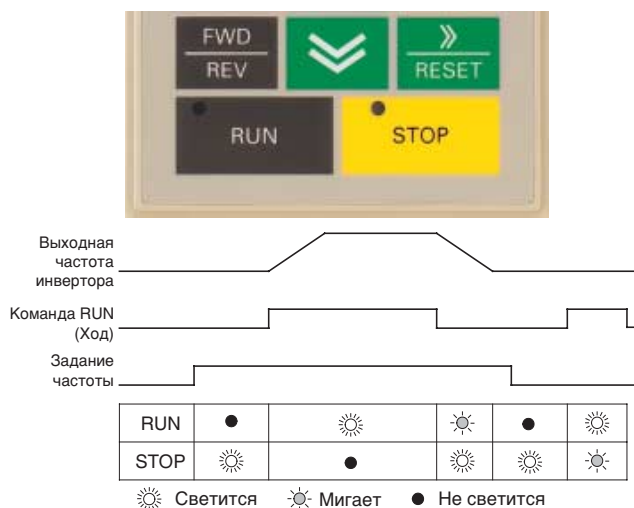 FWD
REV
»
RESET
RUN
STOP
Выходная
частота
инвертора
Команда RUN
(Ход)
Задание
частоты
RUN
STOP
Светится Мигает Не светится